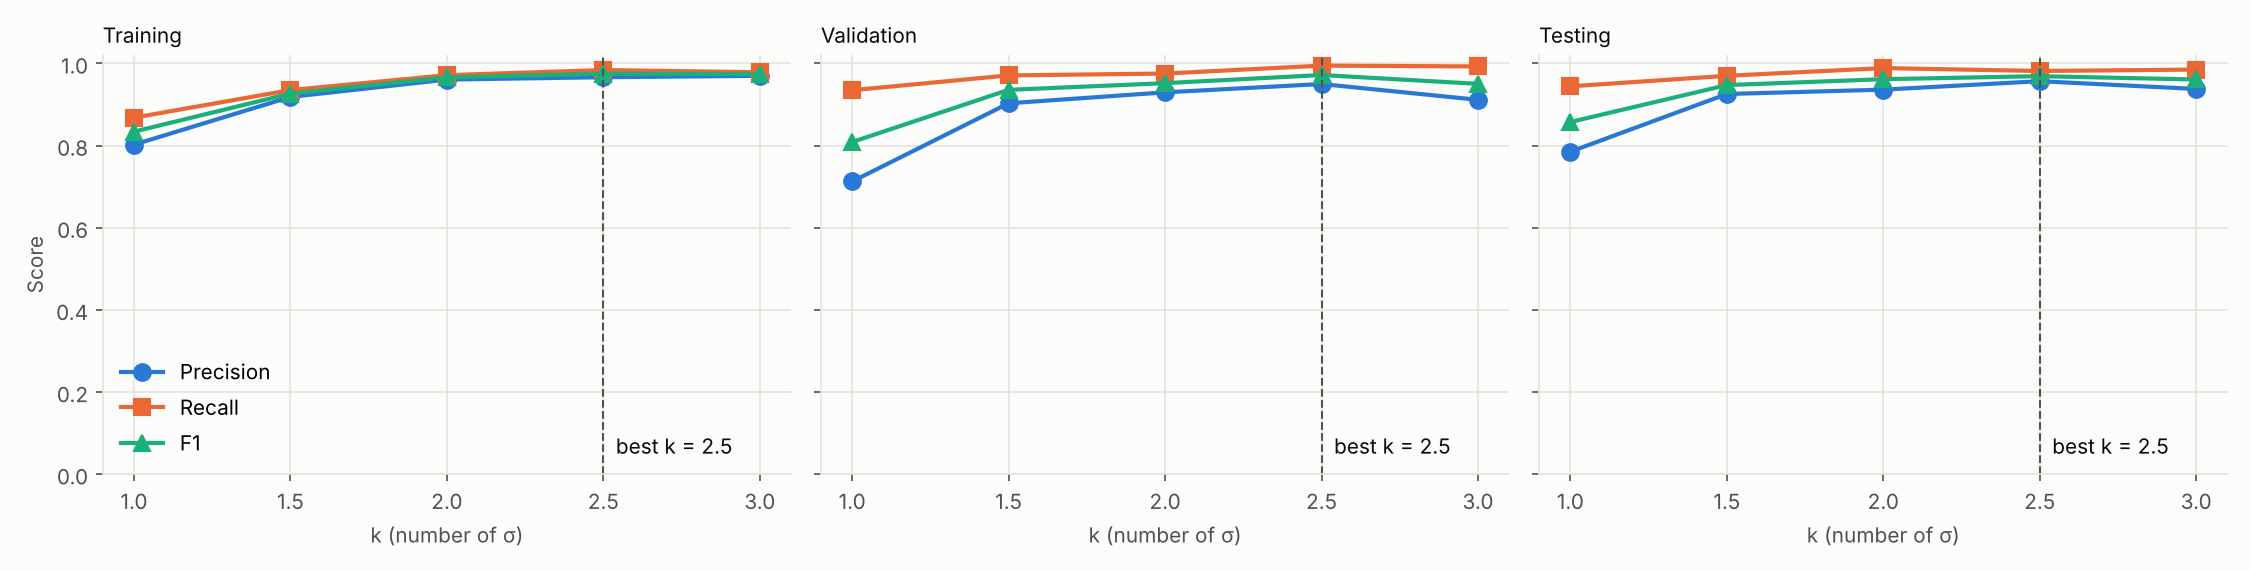 Training
Validation
Testing
Score
1.0
0.8
0.6
0.4
0.2
0.0
Precision
Recall
F1
best k = 2.5
best k = 2.5
best k = 2.5
1.0 1.5 2.0 2.5 3.0
1.0 1.5 2.0 2.5 3.0
1.0 1.5 2.0 2.5 3.0
k (number of σ)
k (number of σ)
k (number of σ)